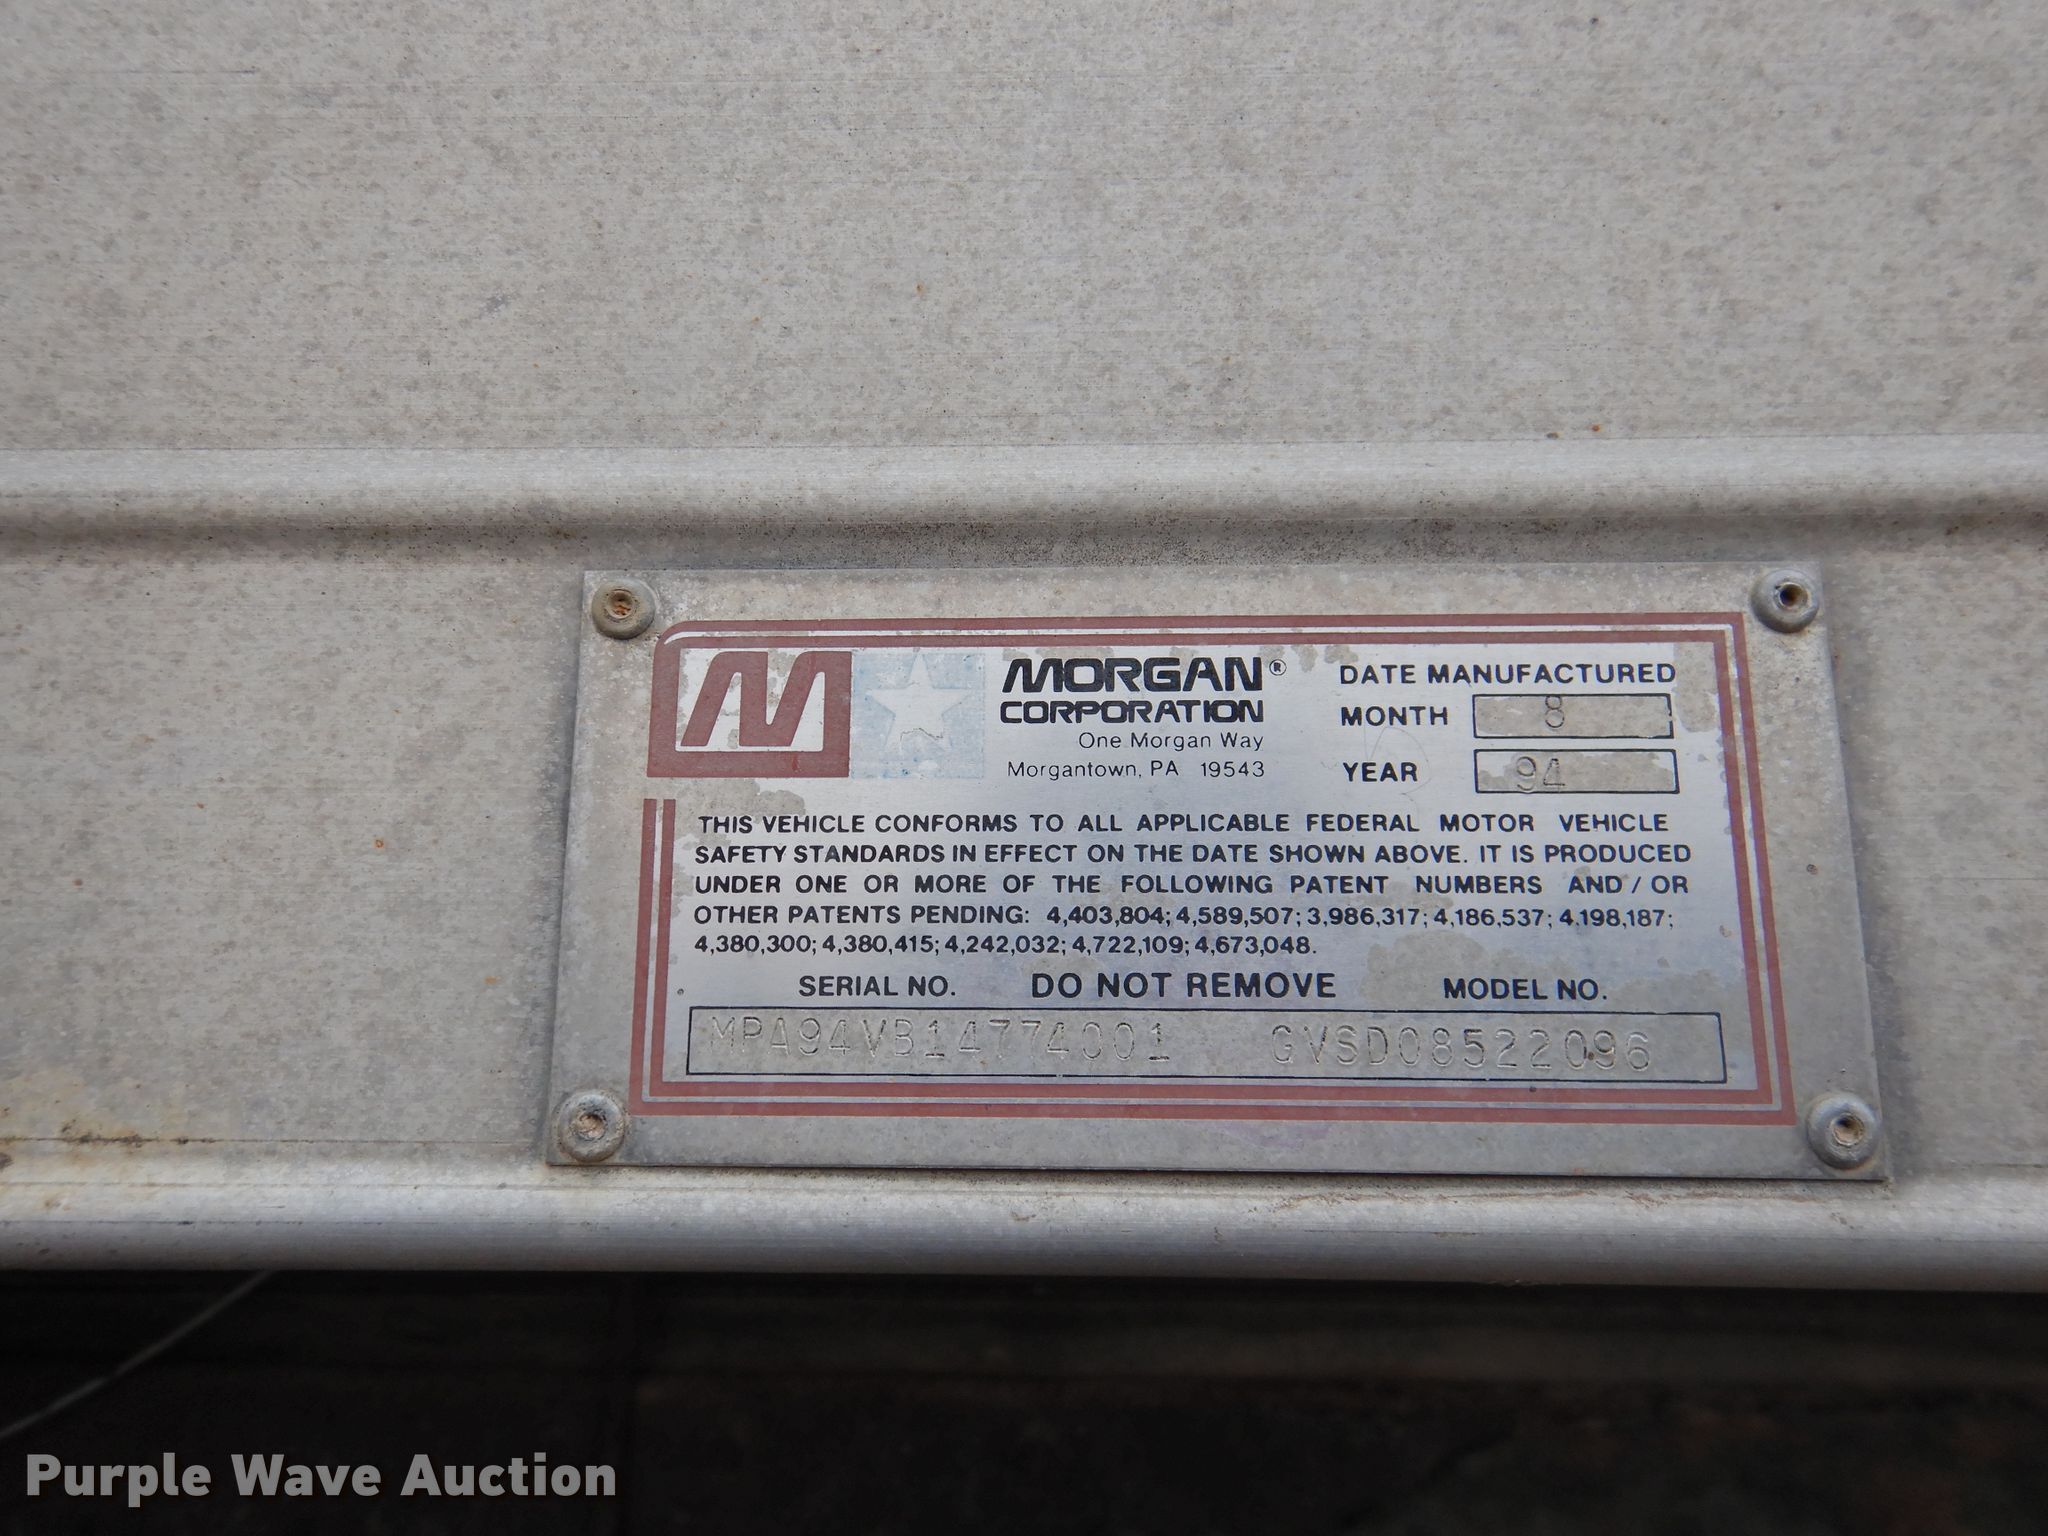 M
MORGAN®
CORPORATION
One Morgan Way
Morgantown, PA 19543
DATE MANUFACTURED
MONTH 8
YEAR 94
THIS VEHICLE CONFORMS TO ALL APPLICABLE FEDERAL MOTOR VEHICLE
SAFETY STANDARDS IN EFFECT ON THE DATE SHOWN ABOVE. IT IS PRODUCED
UNDER ONE OR MORE OF THE FOLLOWING PATENT NUMBERS AND / OR
OTHER PATENTS PENDING: 4,403,804; 4,589,507; 3,986,317; 4,186,537; 4,198,187;
4,380,300; 4,380,415; 4,242,032; 4,722,109; 4,673,048.
SERIAL NO. DO NOT REMOVE MODEL NO.
MPA94VB14774001 GVSD08522096
Purple Wave Auction